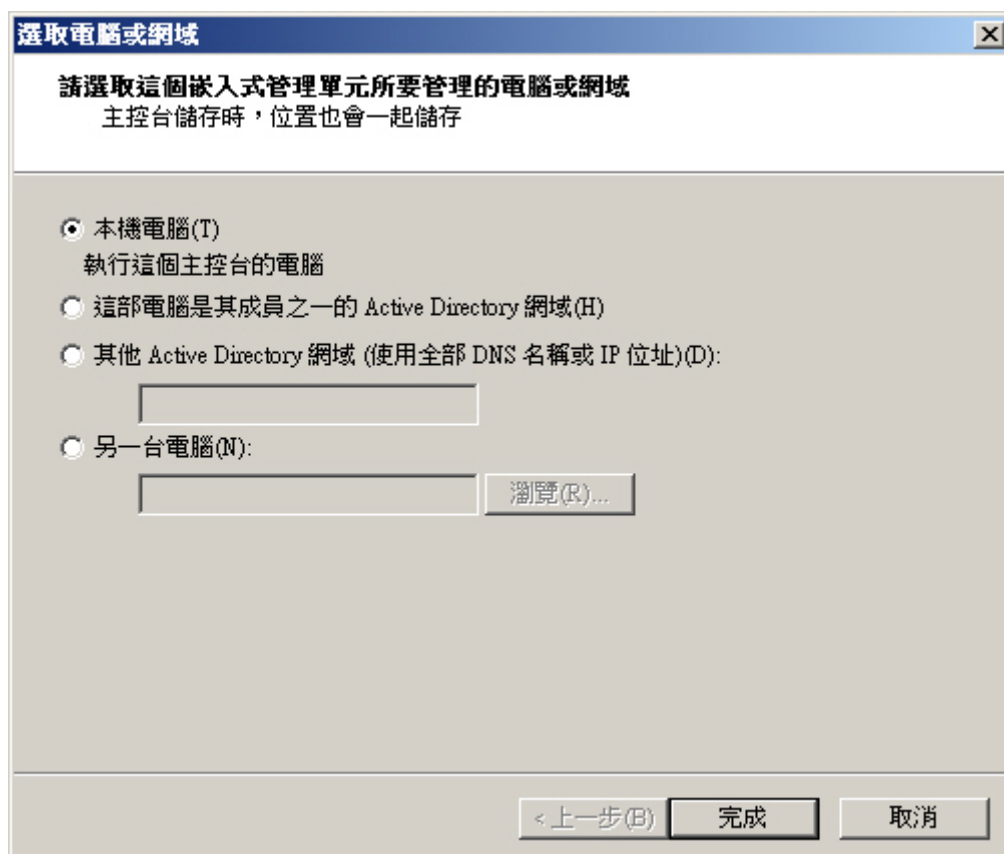 選取電腦或網域
請選取這個嵌入式管理單元所要管理的電腦或網域
主控台儲存時，位置也會一起儲存
本機電腦(T)
執行這個主控台的電腦
這部電腦是其成員之一的 Active Directory 網域(H)
其他 Active Directory 網域 (使用全部 DNS 名稱或 IP 位址)(D):
另一台電腦(N):
瀏覽(R)...
< 上一步(B) 完成 取消